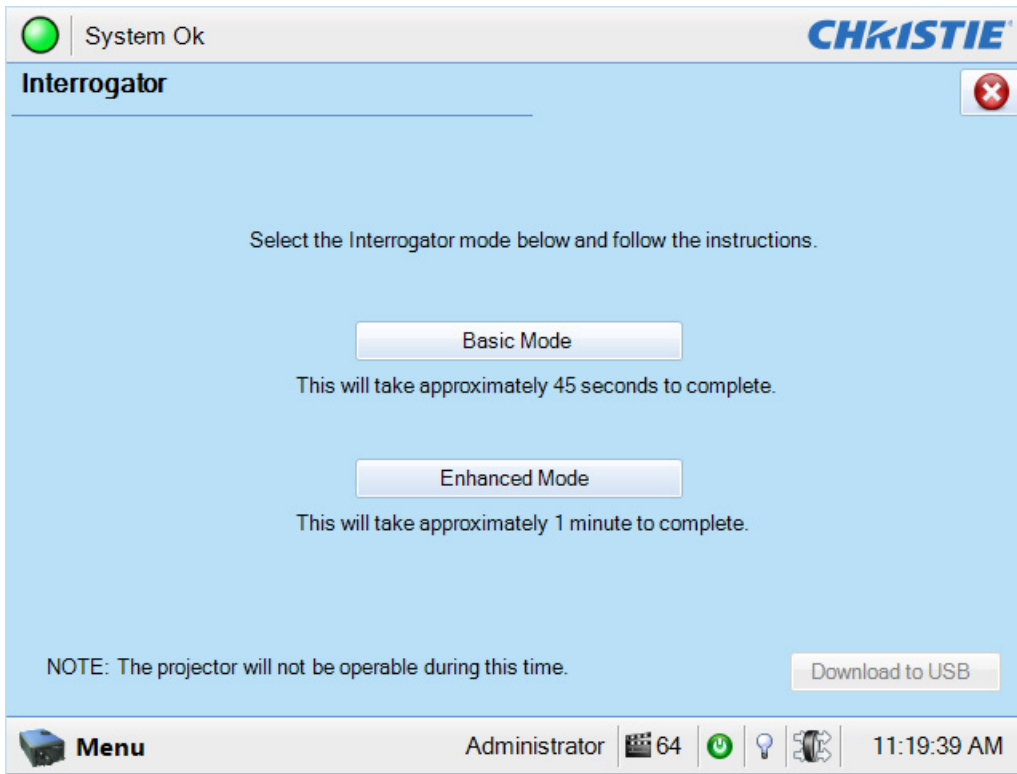 System Ok
CHRISTIE
Interrogator
Select the Interrogator mode below and follow the instructions.
Basic Mode
This will take approximately 45 seconds to complete.
Enhanced Mode
This will take approximately 1 minute to complete.
NOTE: The projector will not be operable during this time.
Download to USB
Menu
Administrator
64
11:19:39 AM